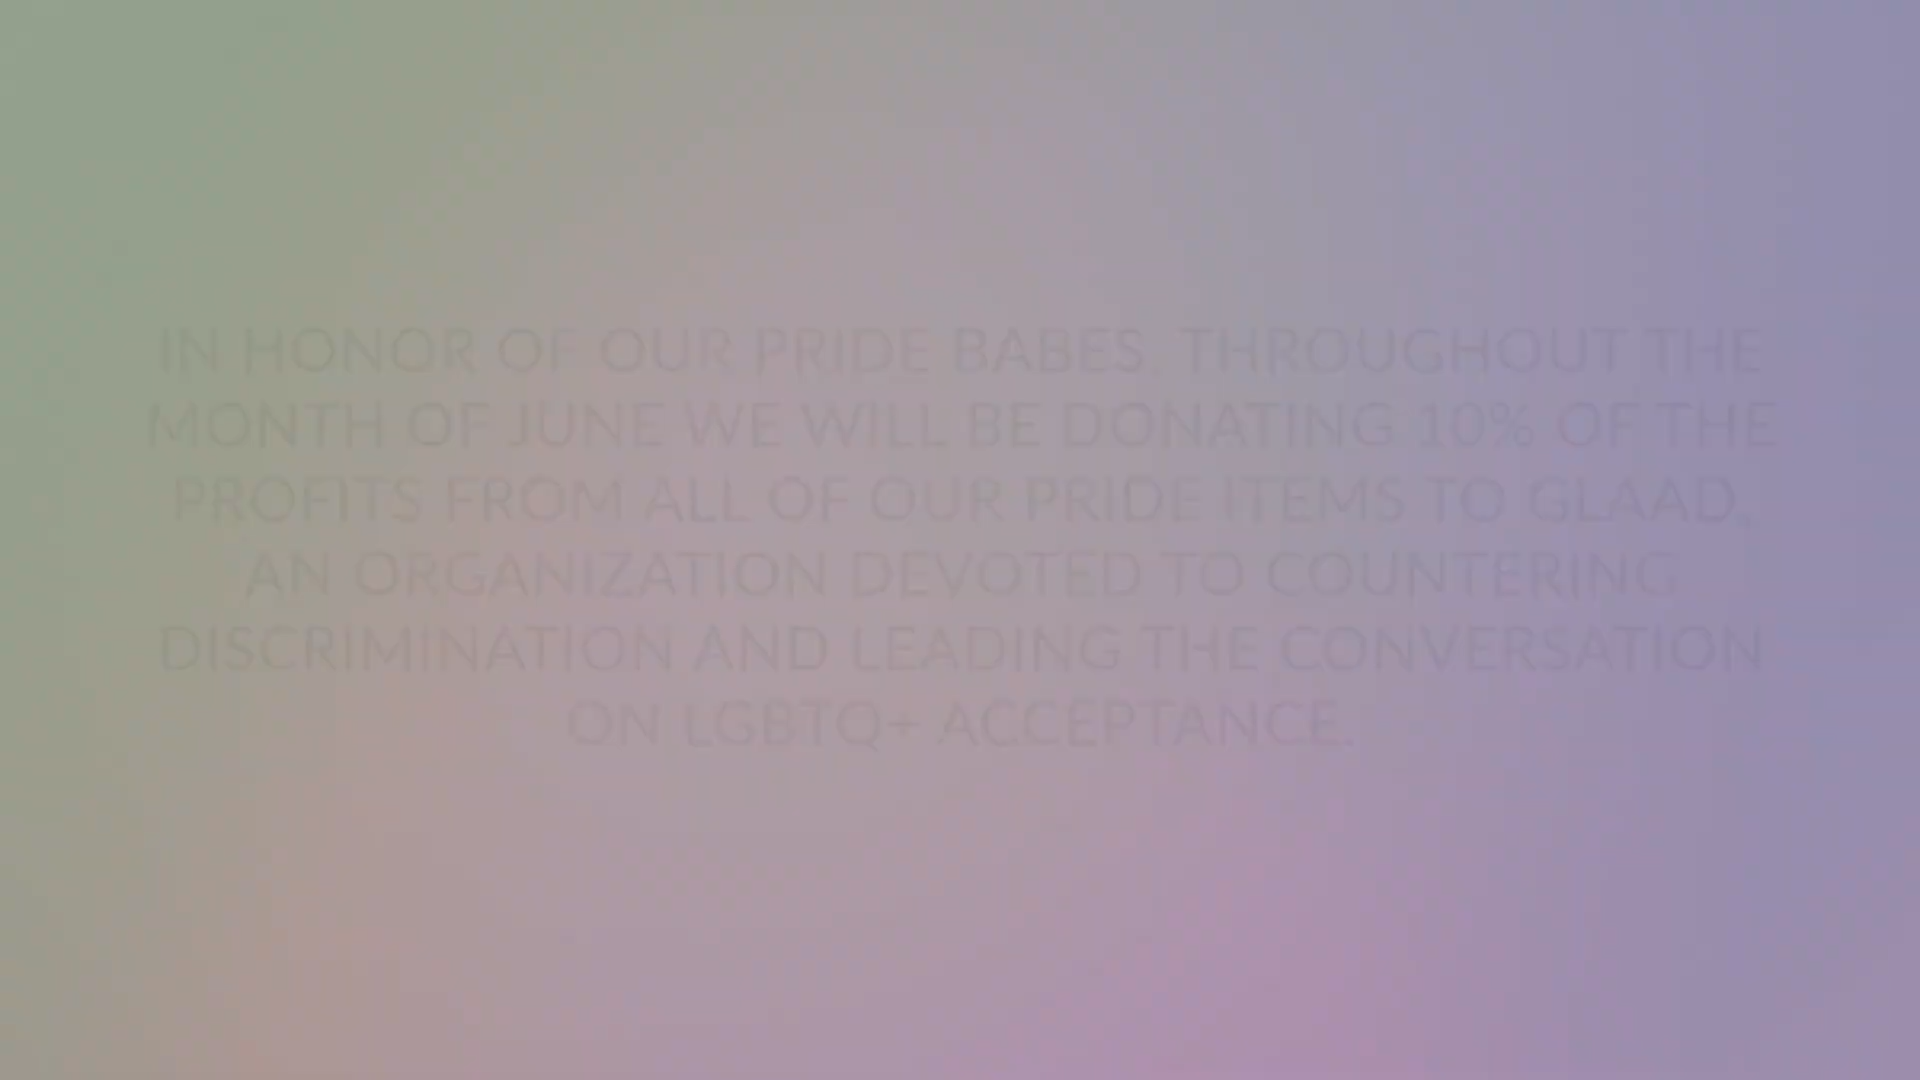 IN HONOR OF OUR PRIDE BABES, THROUGHOUT THE
MONTH OF JUNE WE WILL BE DONATING 10% OF THE
PROFITS FROM ALL OF OUR PRIDE ITEMS TO GLAAD,
AN ORGANIZATION DEVOTED TO COUNTERING
DISCRIMINATION AND LEADING THE CONVERSATION
ON LGBTQ+ ACCEPTANCE.